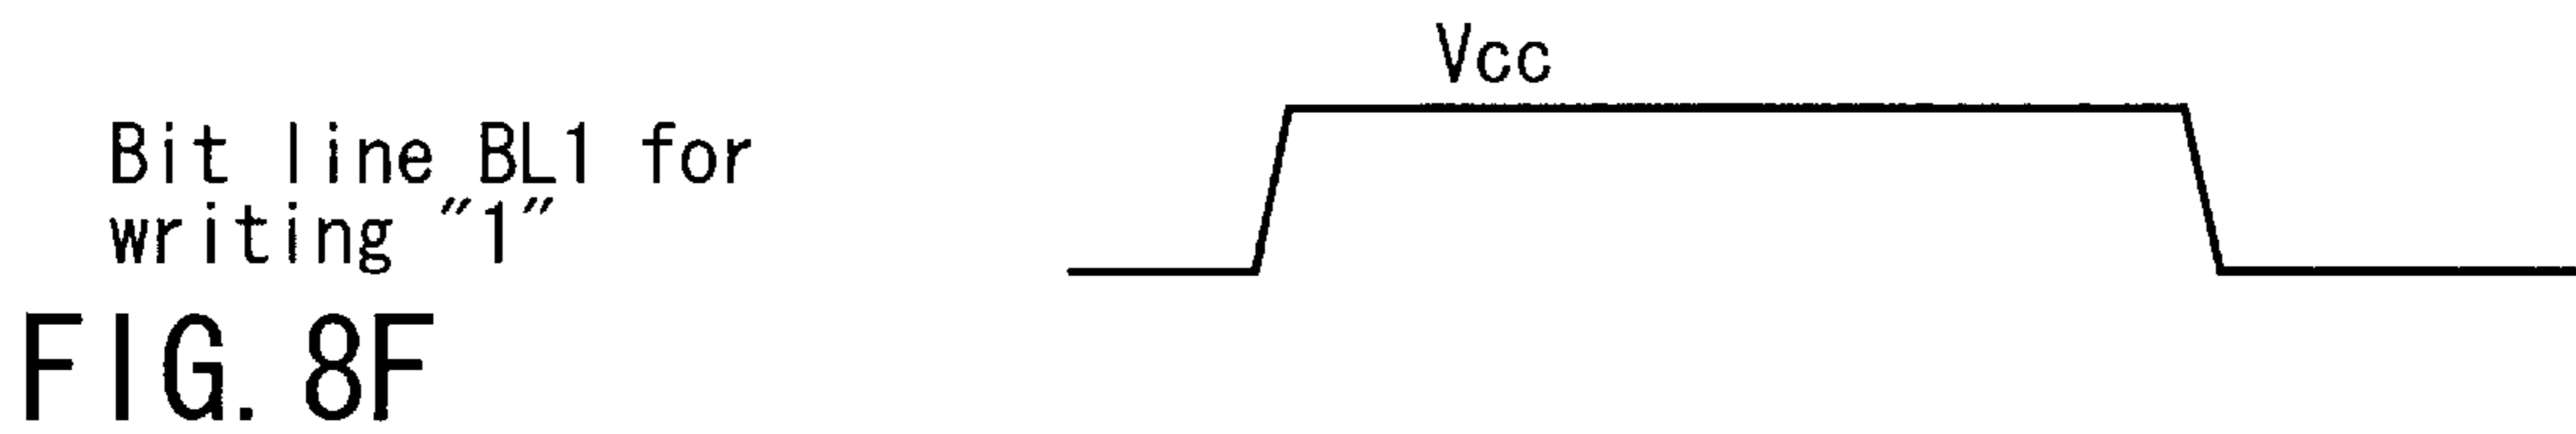 Vcc
Bit line BL1 for
writing "1"
FIG. 8F